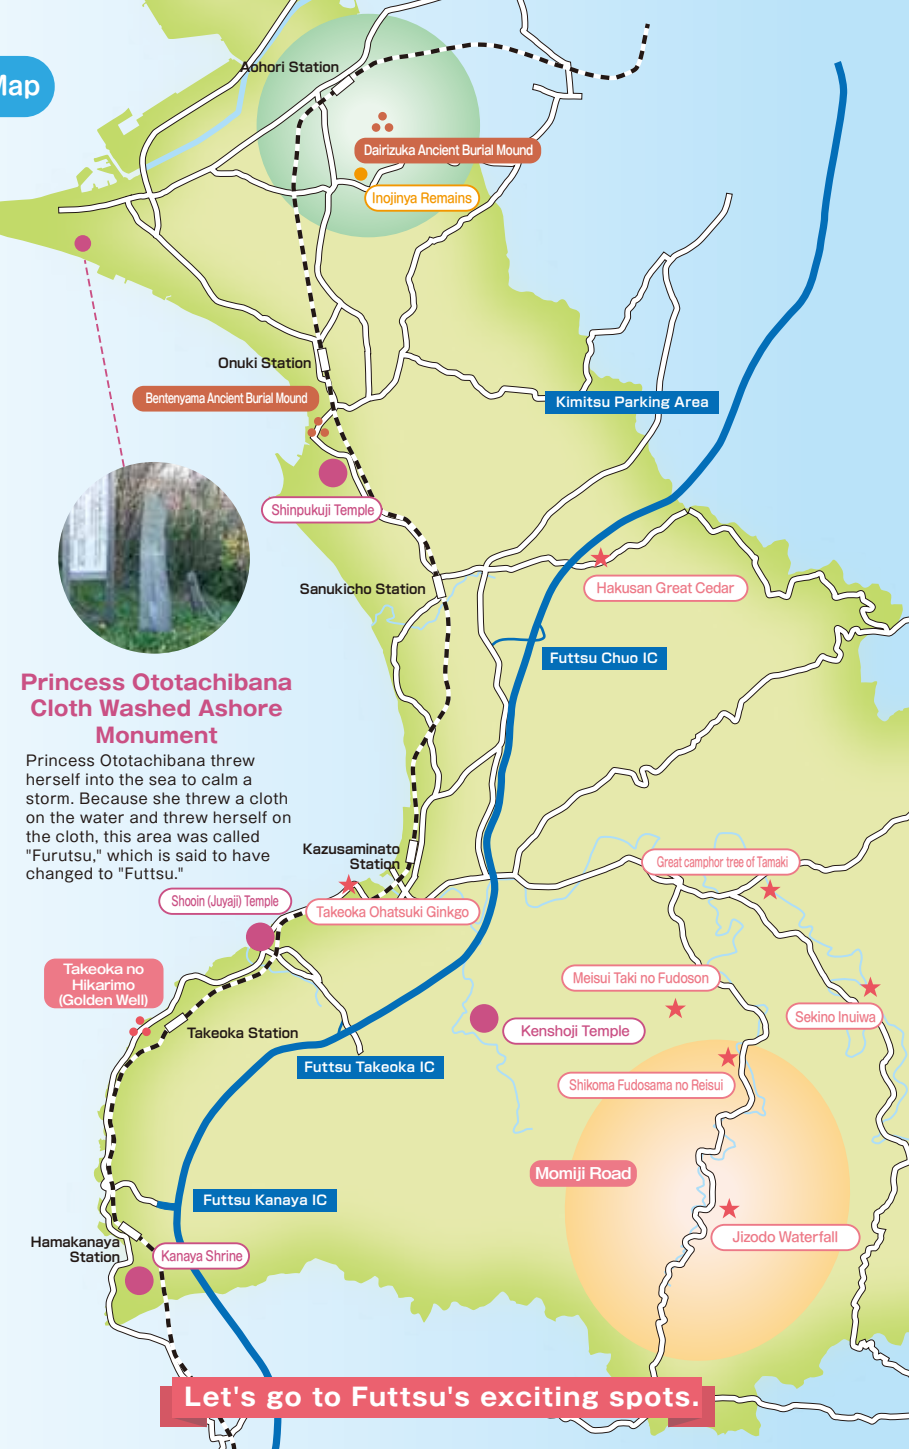 Map
Aohori Station
Dairizuka Ancient Burial Mound
Inojinya Remains
Onuki Station
Bentenyama Ancient Burial Mound
Kimitsu Parking Area
Shinpukuji Temple
Sanukicho Station
Hakusan Great Cedar
Futtsu Chuo IC
Princess Ototachibana
Cloth Washed Ashore
Monument
Princess Ototachibana threw
herself into the sea to calm a
storm. Because she threw a cloth
on the water and threw herself on
the cloth, this area was called
"Furutsu," which is said to have
changed to "Futtsu."
Kazusaminato
Station
Great camphor tree of Tamaki
Shooin (Juyaji) Temple
Takeoka Ohatsuki Ginkgo
Takeoka no
Hikarimo
(Golden Well)
Meisui Taki no Fudoson
Sekino Inuiwa
Takeoka Station
Kenshoji Temple
Futtsu Takeoka IC
Shikoma Fudosama no Reisui
Momiji Road
Futtsu Kanaya IC
Jizodo Waterfall
Hamakanaya
Station
Kanaya Shrine
Let's go to Futtsu's exciting spots.